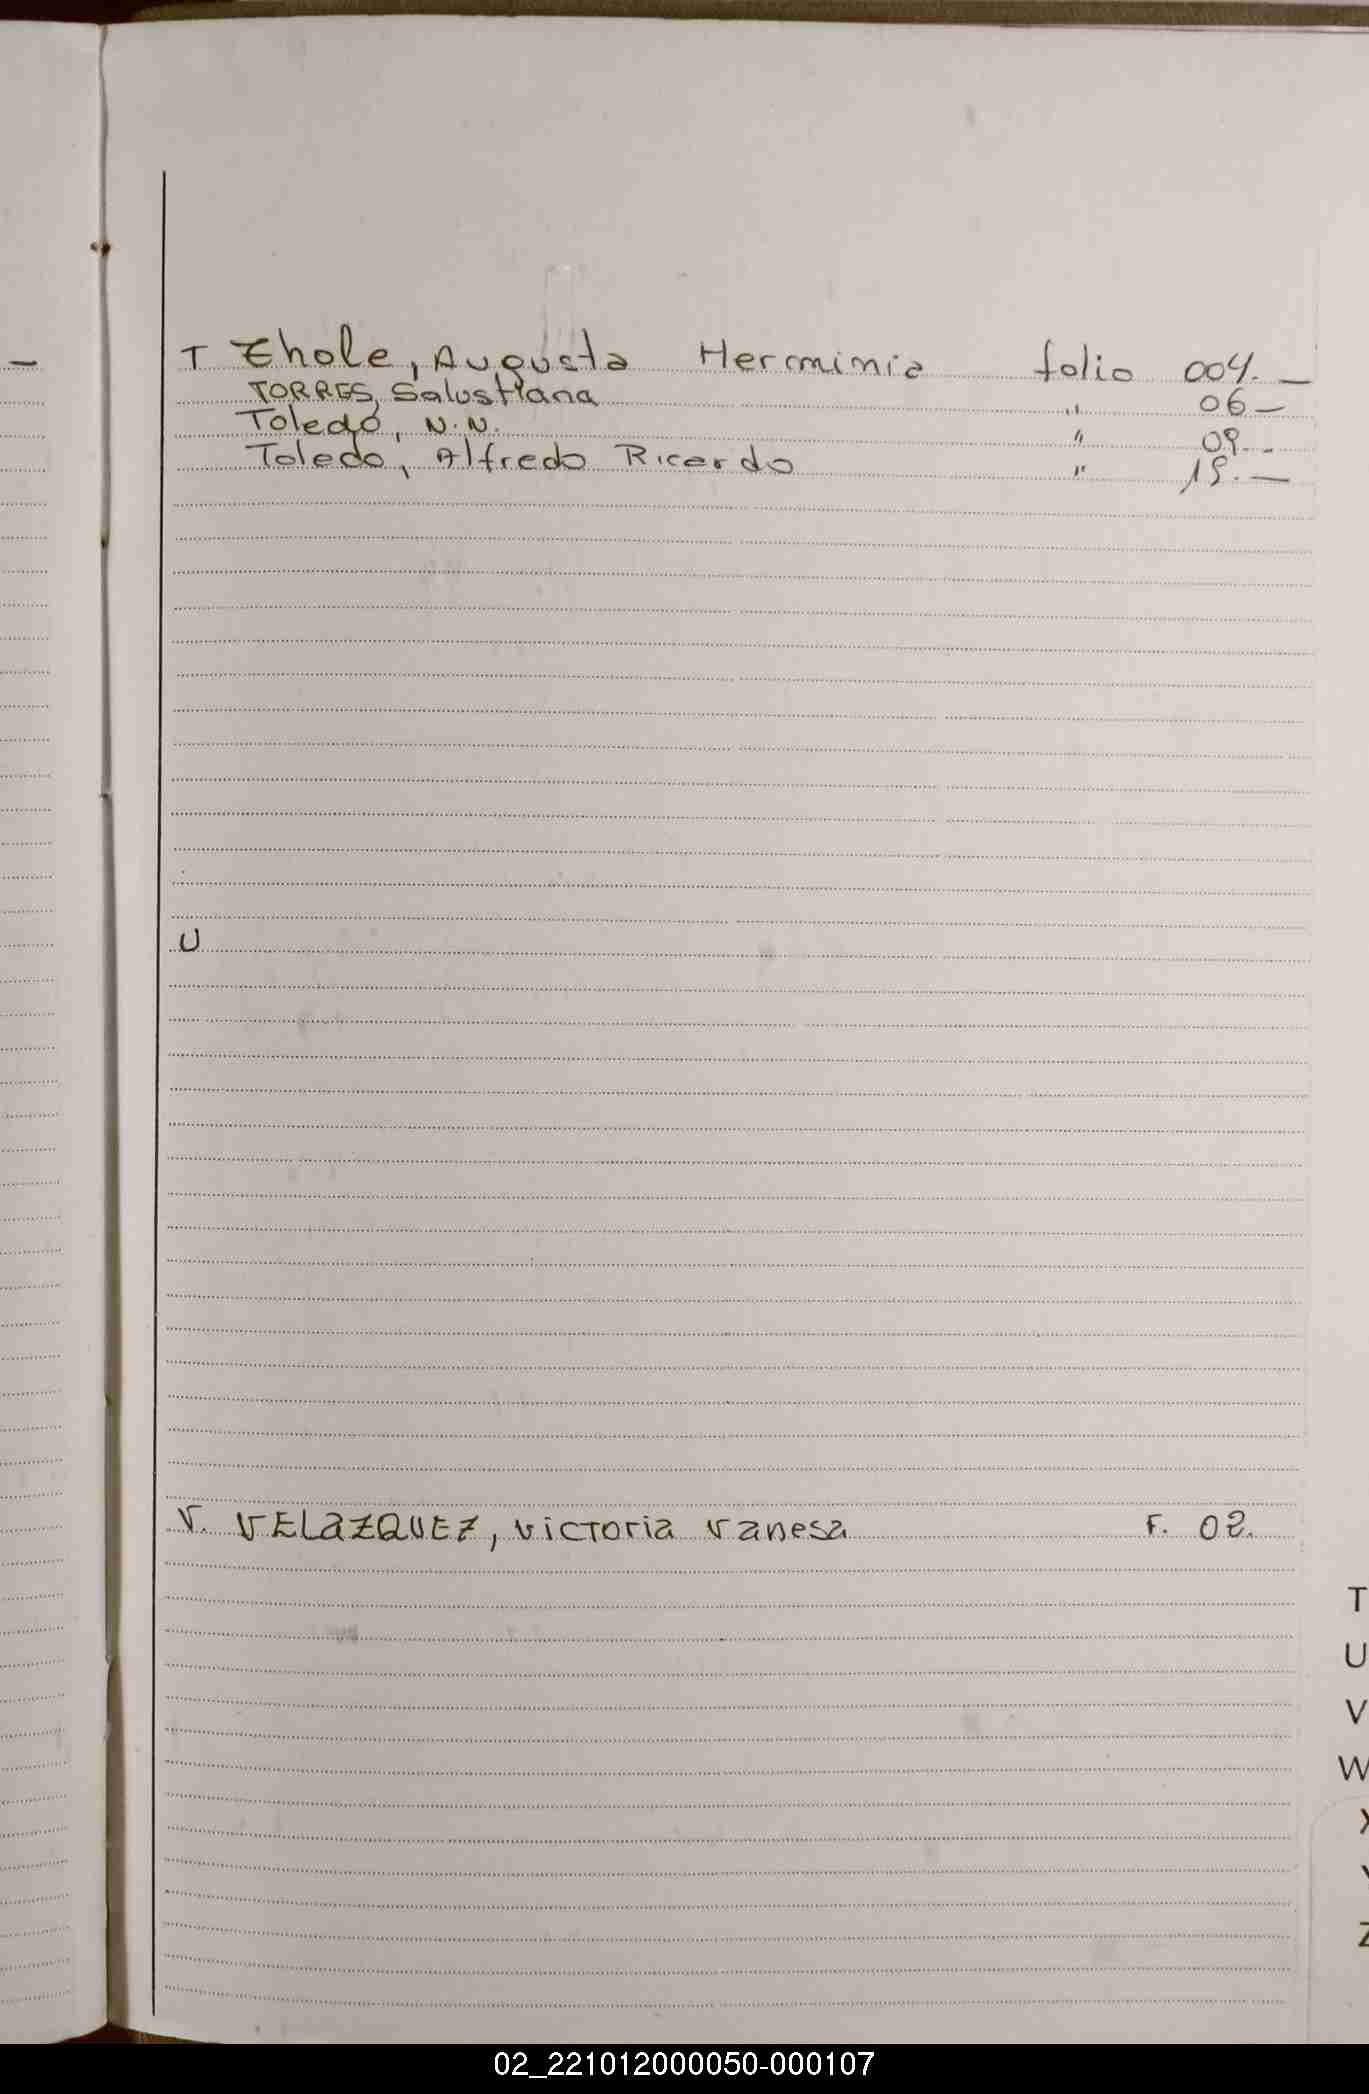 T Thole, Augusta Herminia folio 004. —
TORRES, Salustiana " 06 —
Toledo, N.N. " 09. -
Toledo, Alfredo Ricardo " 19. —
U
V. VELAZQUEZ, Victoria Vanesa F. 02.
T
U
V
W
X
Y
Z
02_221012000050-000107